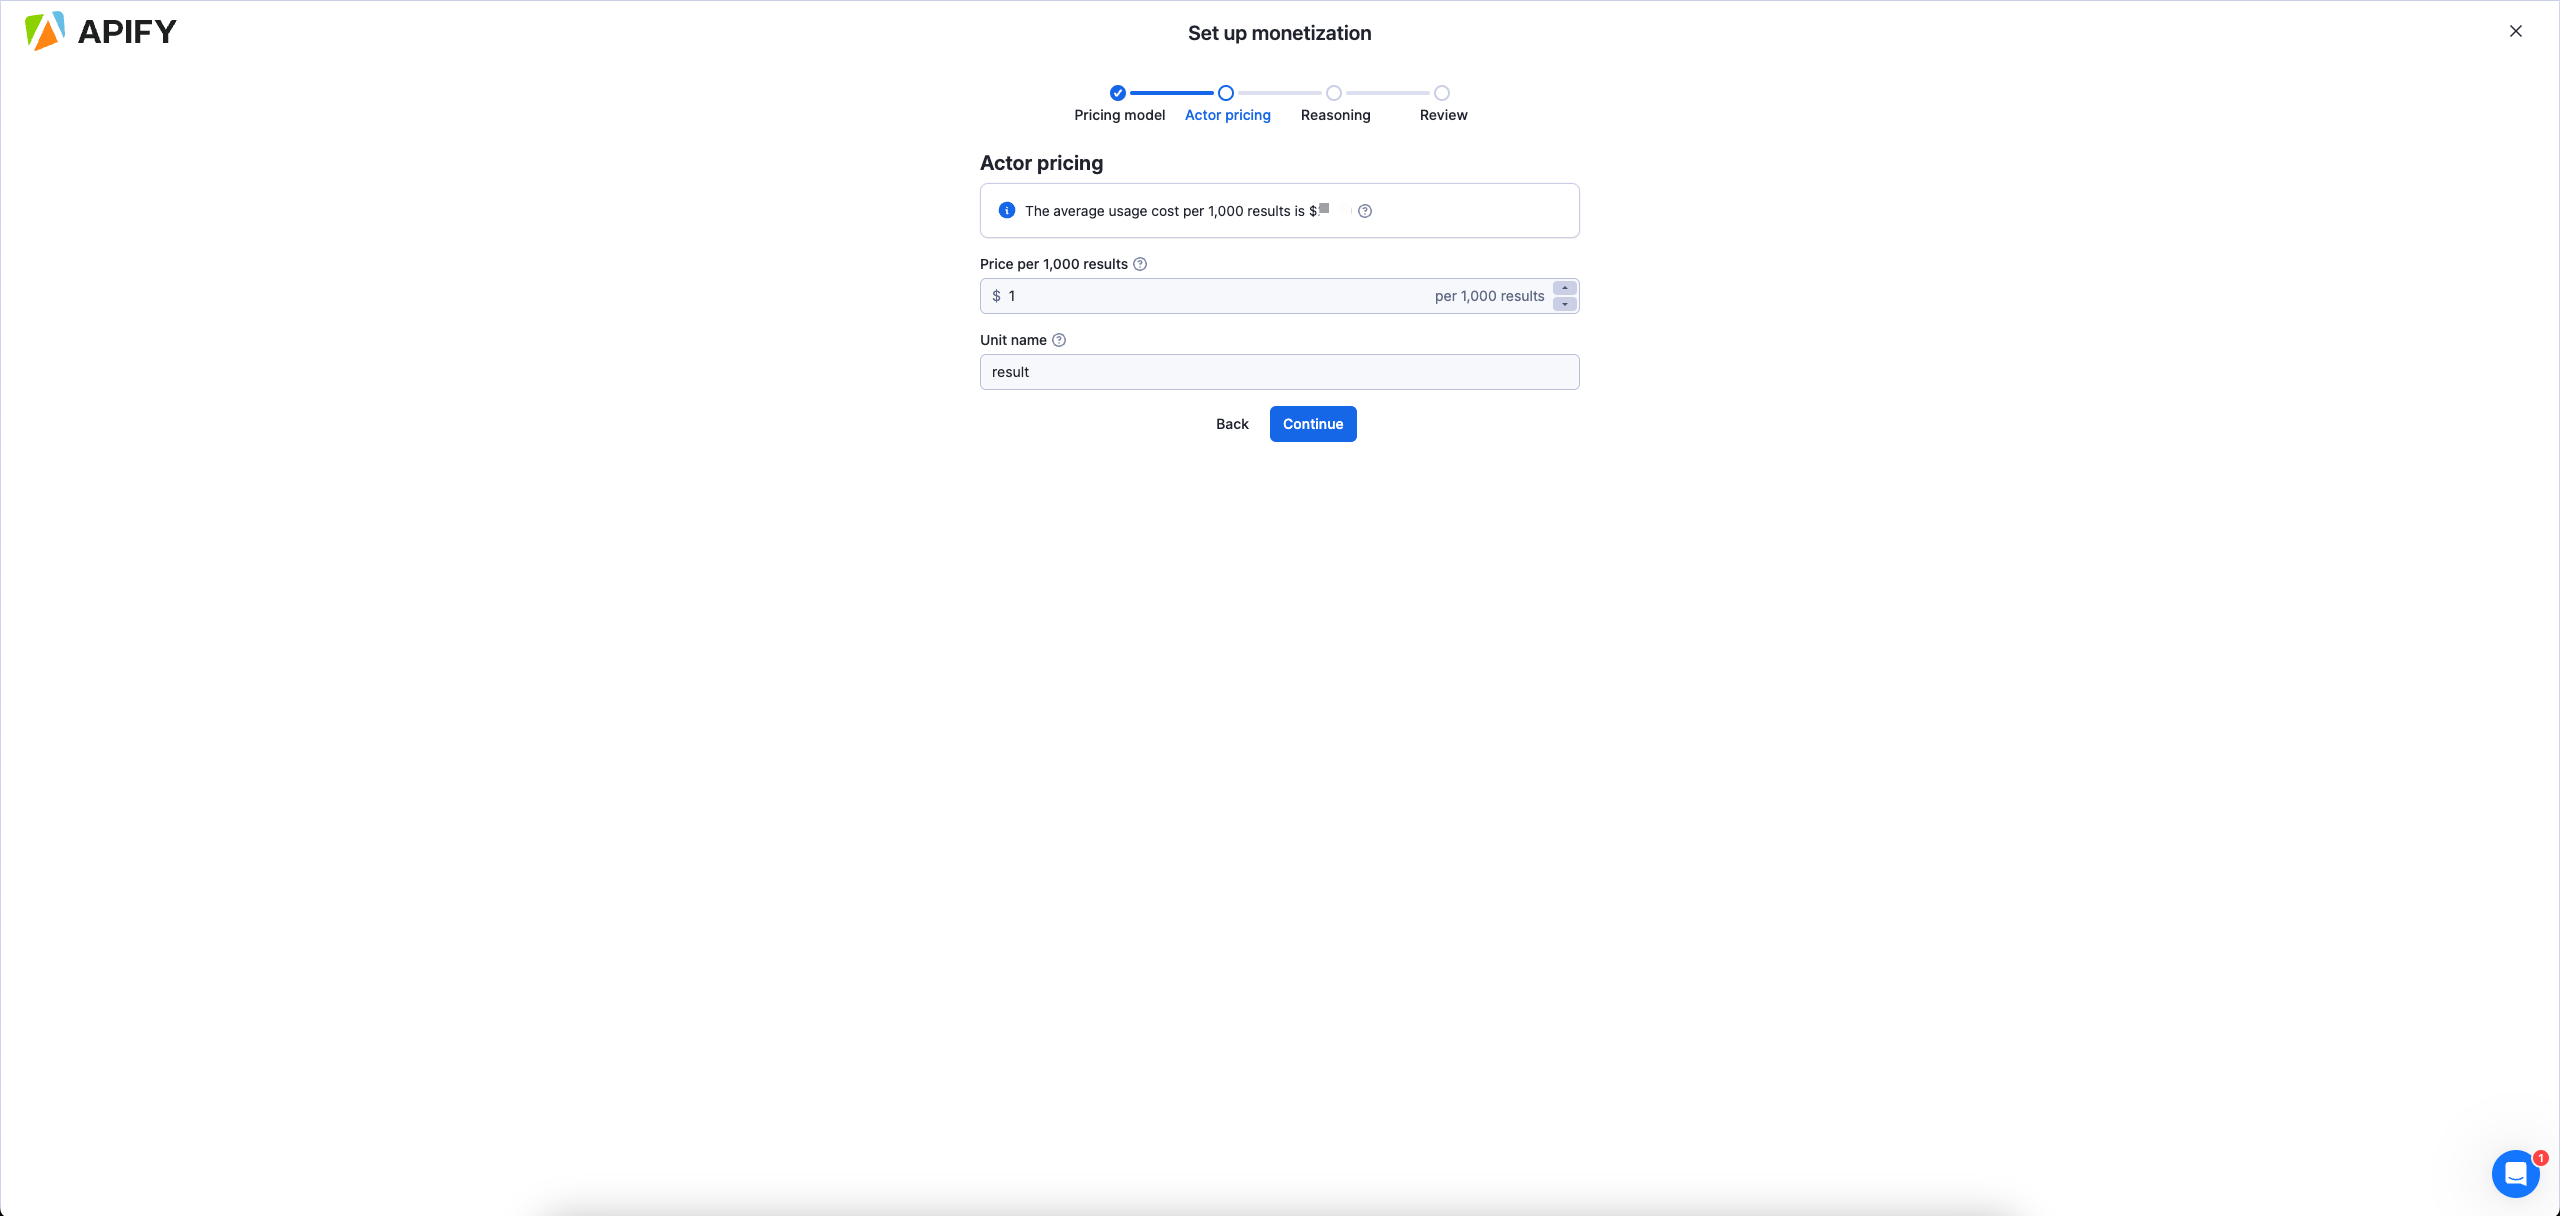 APIFY
Set up monetization
Pricing model
Actor pricing
Reasoning
Review
Actor pricing
The average usage cost per 1,000 results is $
Price per 1,000 results
$ 1 per 1,000 results
Unit name
result
Back
Continue
1